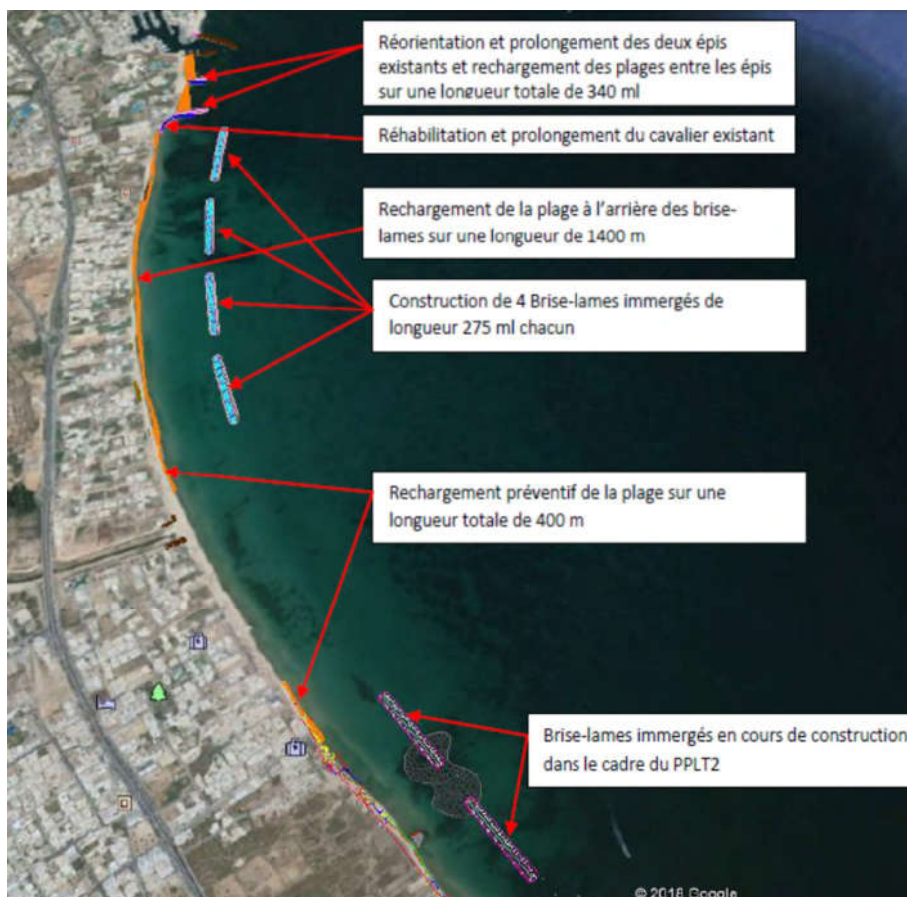 Réorientation et prolongement des deux épis
existants et rechargement des plages entre les épis
sur une longueur totale de 340 ml
Réhabilitation et prolongement du cavalier existant
Rechargement de la plage à l'arrière des brise-
lames sur une longueur de 1400 m
Construction de 4 Brise-lames immergés de
longueur 275 ml chacun
Rechargement préventif de la plage sur une
longueur totale de 400 m
Brise-lames immergés en cours de construction
dans le cadre du PPLT2
© 2018 Google